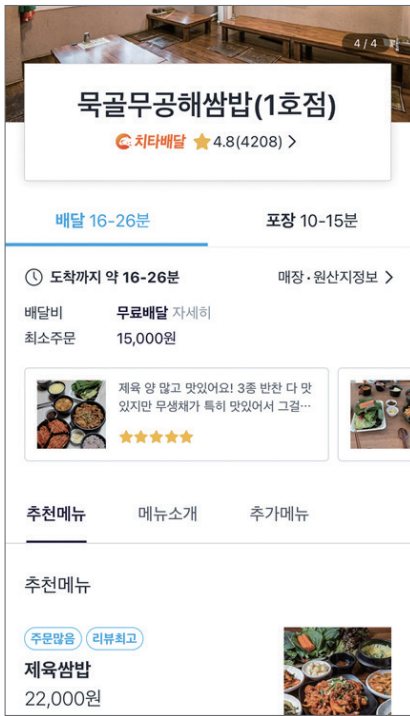 4/4
묵골무공해쌈밥(1호점)
치타배달 4.8(4208) >
배달 16-26분 포장 10-15분
도착까지 약 16-26분 매장·원산지정보 >
배달비 무료배달 자세히
최소주문 15,000원
제육 양 많고 맛있어요! 3종 반찬 다 맛
있지만 무생채가 특히 맛있어서 그걸…
추천메뉴 메뉴소개 추가메뉴
추천메뉴
주문많음 리뷰최고
제육쌈밥
22,000원